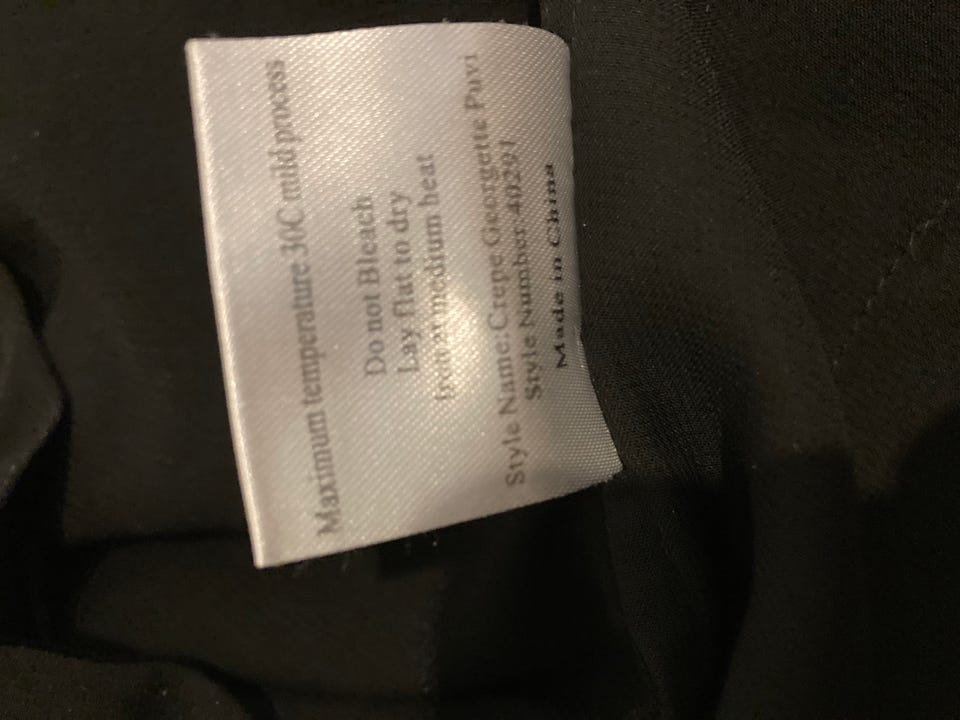 Maximum temperature 30C mild process
Do not Bleach
Lay flat to dry
Iron at medium heat
Style Name: Crepe Georgette Puvi
Style Number 40291
Made in China